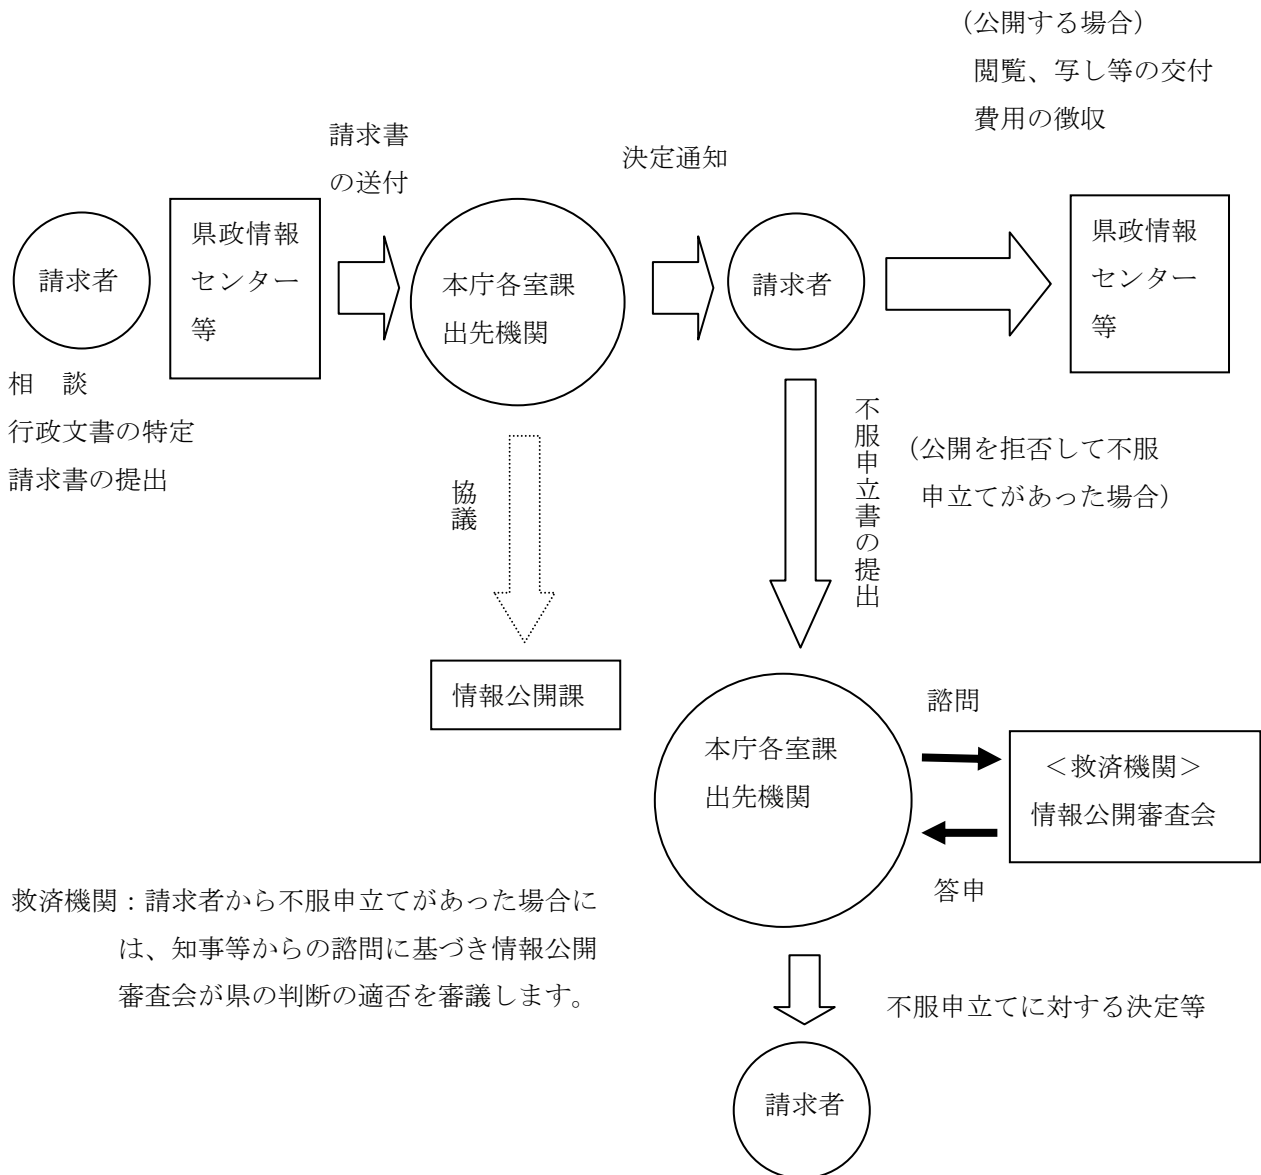 （公開する場合）
閲覧、写し等の交付
費用の徴収
請求書
の送付
決定通知
請求者
県政情報
センター
等
本庁各室課
出先機関
請求者
県政情報
センター
等
相　談
行政文書の特定
請求書の提出
協議
不服申立書の提出
（公開を拒否して不服
申立てがあった場合）
情報公開課
本庁各室課
出先機関
諮問
＜救済機関＞
情報公開審査会
答申
救済機関：請求者から不服申立てがあった場合に
は、知事等からの諮問に基づき情報公開
審査会が県の判断の適否を審議します。
不服申立てに対する決定等
請求者